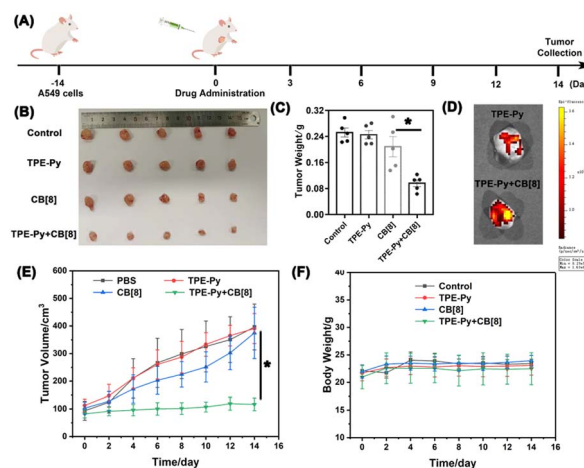 (A)
Tumor
Collection
-14
0
3
6
9
12
14 (Da
A549 cells
Drug Administration
(B)
Control
TPE-Py
CB[8]
TPE-Py+CB[8]
(C)
Tumor Weight/g
0.32
0.24
0.16
0.08
0.00
*
Control
TPE-Py
CB[8]
TPE-Py+CB[8]
(D)
TPE-Py
TPE-Py+CB[8]
(E)
Tumor Volume/cm³
500
400
300
200
100
0
PBS
TPE-Py
CB[8]
TPE-Py+CB[8]
*
0 2 4 6 8 10 12 14 16
Time/day
(F)
Body Weight/g
40
35
30
25
20
15
10
5
0
Control
TPE-Py
CB[8]
TPE-Py+CB[8]
0 2 4 6 8 10 12 14 16
Time/day